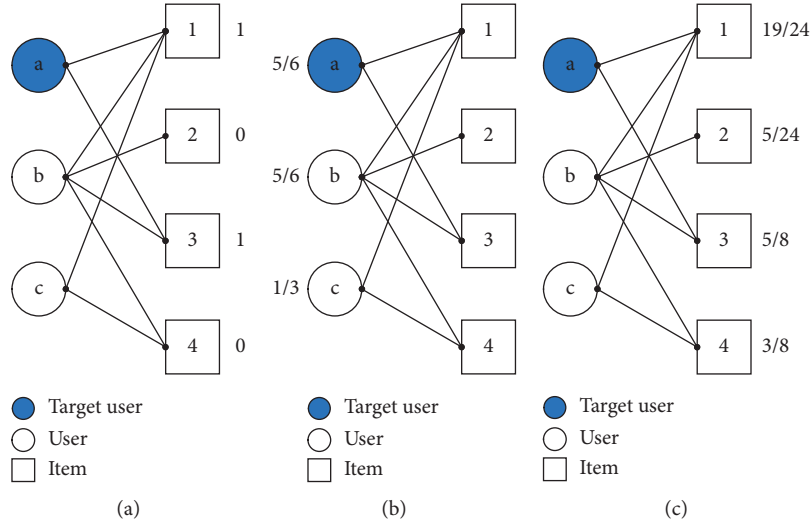 a
b
c
1
2
3
4
1
0
1
0
Target user
User
Item
(a)
5/6
5/6
1/3
a
b
c
1
2
3
4
Target user
User
Item
(b)
a
b
c
1
2
3
4
19/24
5/24
5/8
3/8
Target user
User
Item
(c)